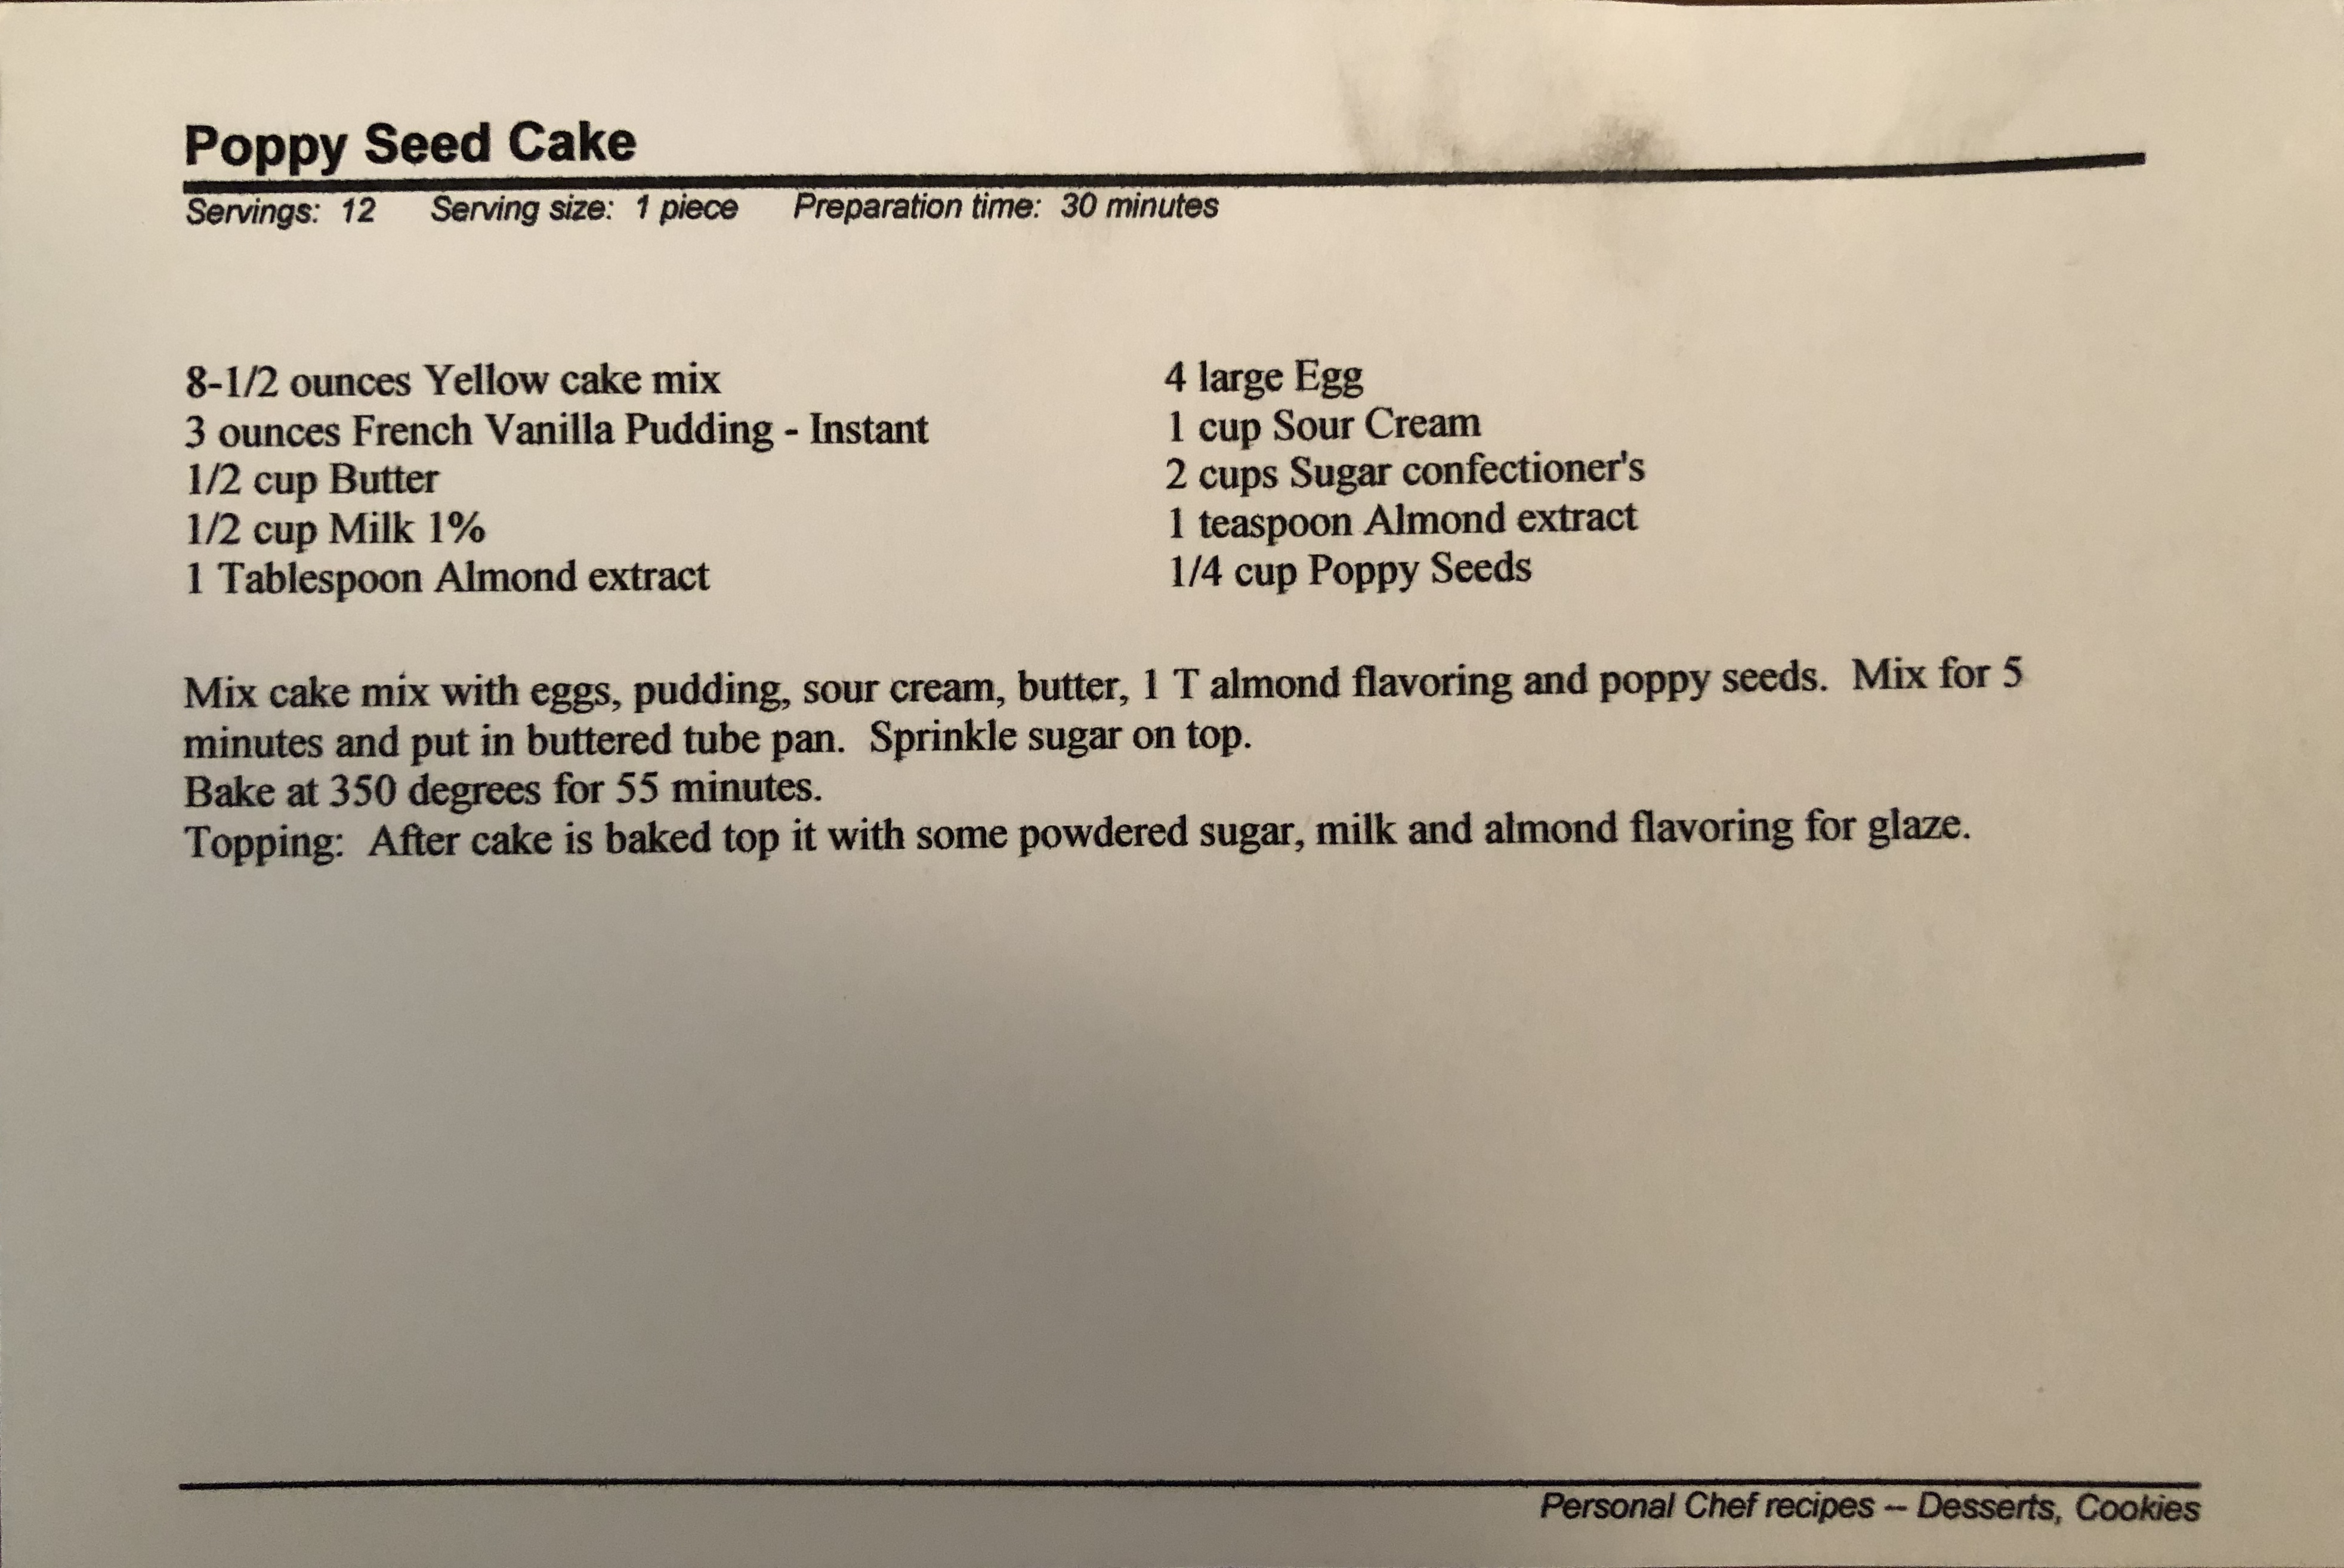 Poppy Seed Cake
Servings: 12 Serving size: 1 piece Preparation time: 30 minutes
8-1/2 ounces Yellow cake mix
3 ounces French Vanilla Pudding - Instant
1/2 cup Butter
1/2 cup Milk 1%
1 Tablespoon Almond extract
4 large Egg
1 cup Sour Cream
2 cups Sugar confectioner's
1 teaspoon Almond extract
1/4 cup Poppy Seeds
Mix cake mix with eggs, pudding, sour cream, butter, 1 T almond flavoring and poppy seeds. Mix for 5
minutes and put in buttered tube pan. Sprinkle sugar on top.
Bake at 350 degrees for 55 minutes.
Topping: After cake is baked top it with some powdered sugar, milk and almond flavoring for glaze.
Personal Chef recipes -- Desserts, Cookies